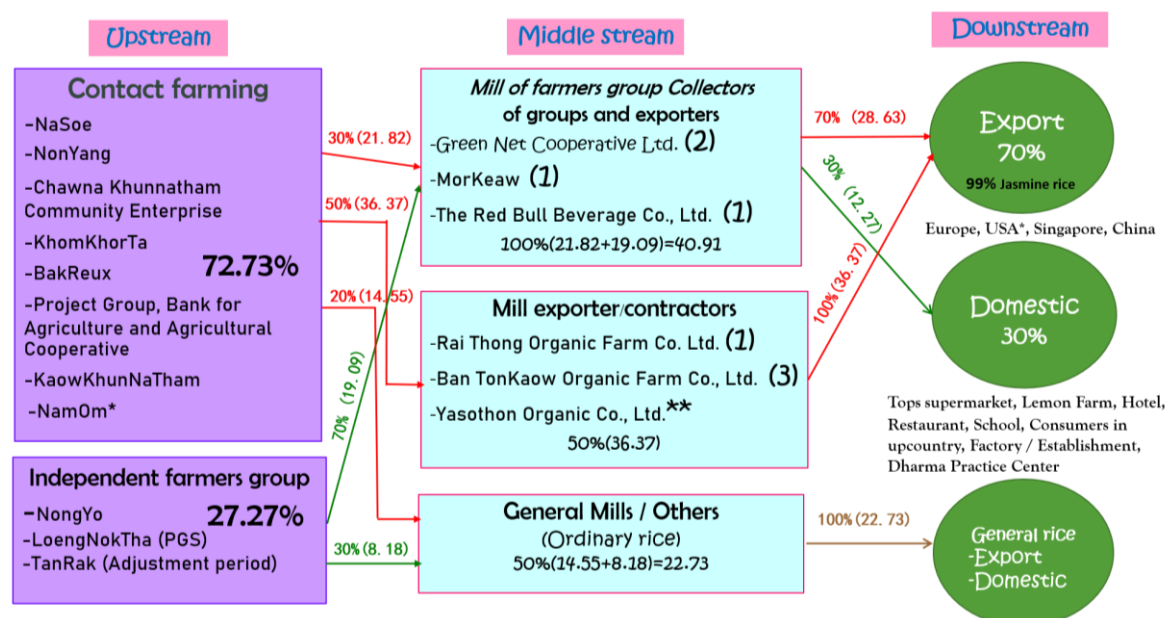 Upstream
Middle stream
Downstream
Contact farming
-NaSoe
-NonYang
-Chawna Khunnatham
Community Enterprise
-KhomKhorTa
-BakReux
72.73%
-Project Group, Bank for
Agriculture and Agricultural
Cooperative
-KaowKhunNaTham
-NamOm*
Independent farmers group
-NongYo
27.27%
-LoengNokTha (PGS)
-TanRak (Adjustment period)
30%(21.82)
50%(36.37)
20%(14.55)
70% (19.09)
30%(8.18)
Mill of farmers group Collectors
of groups and exporters
-Green Net Cooperative Ltd. (2)
-MorKeaw (1)
-The Red Bull Beverage Co., Ltd. (1)
100%(21.82+19.09)=40.91
Mill exporter/contractors
-Rai Thong Organic Farm Co. Ltd. (1)
-Ban TonKaow Organic Farm Co., Ltd. (3)
-Yasothon Organic Co., Ltd.**
50%(36.37)
General Mills / Others
(Ordinary rice)
50%(14.55+8.18)=22.73
70% (28.63)
30% (12.27)
100%(36.37)
100%(22.73)
Export
70%
99% Jasmine rice
Europe, USA*, Singapore, China
Domestic
30%
Tops supermarket, Lemon Farm, Hotel,
Restaurant, School, Consumers in
upcountry, Factory / Establishment,
Dharma Practice Center
General rice
-Export
-Domestic